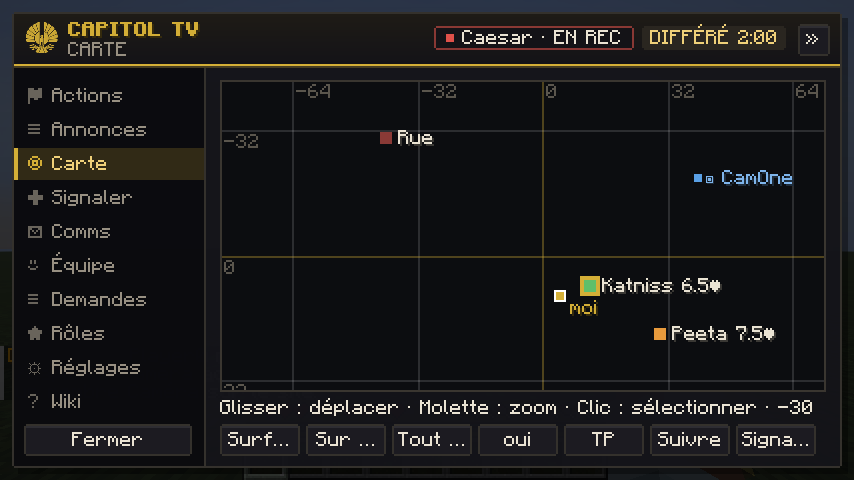 CAPITOL TV
CARTE
Caesar · EN REC
DIFFÉRÉ 2:00
»
Actions
Annonces
Carte
Signaler
Comms
Équipe
Demandes
Rôles
Réglages
? Wiki
Fermer
-64 -32 0 32 64
-32
Rue
CamOne
0
Katniss 6.5♥
moi
Peeta 7.5♥
Glisser : déplacer · Molette : zoom · Clic : sélectionner · -30
Surf... Sur ... Tout ... oui TP Suivre Signa...